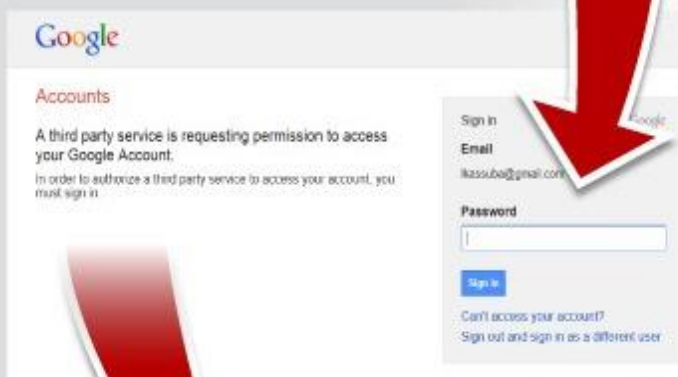 Google
Accounts
A third party service is requesting permission to access
your Google Account.
In order to authorize a third party service to access your account, you
must sign in
Sign in Google
Email
lkassuba@gmail.com
Password
Sign in
Can't access your account?
Sign out and sign in as a different user